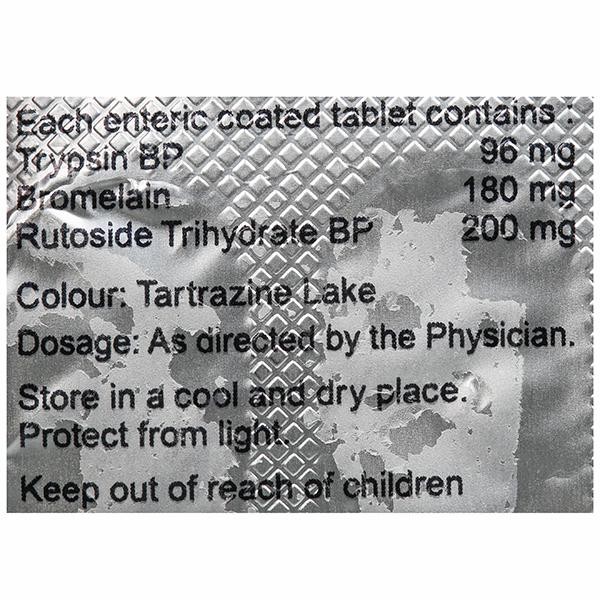 Each enteric coated tablet contains :
Trypsin BP 96 mg
Bromelain 180 mg
Rutoside Trihydrate BP 200 mg
Colour: Tartrazine Lake
Dosage: As directed by the Physician.
Store in a cool and dry place.
Protect from light.
Keep out of reach of children